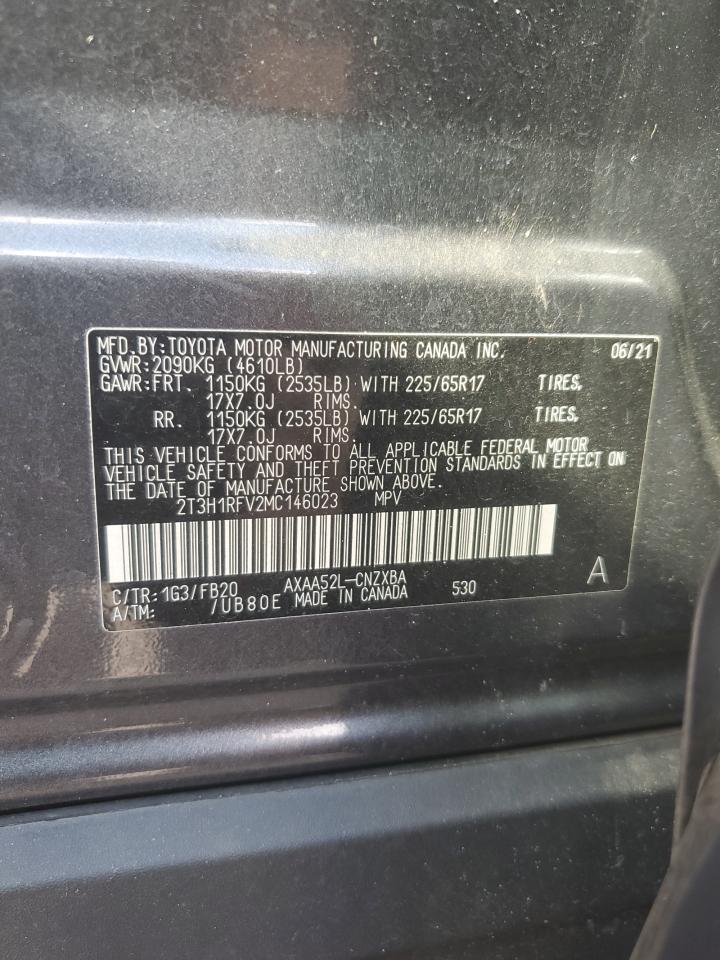 MFD.BY:TOYOTA MOTOR MANUFACTURING CANADA INC. 06/21
GVWR:2090KG (4610LB)
GAWR:FRT. 1150KG (2535LB) WITH 225/65R17 TIRES,
17X7.0J RIMS.
RR. 1150KG (2535LB) WITH 225/65R17 TIRES,
17X7.0J RIMS.
THIS VEHICLE CONFORMS TO ALL APPLICABLE FEDERAL MOTOR
VEHICLE SAFETY AND THEFT PREVENTION STANDARDS IN EFFECT ON
THE DATE OF MANUFACTURE SHOWN ABOVE.
2T3H1RFV2MC146023 MPV
C/TR:1G3/FB20 AXAA52L-CNZXBA 530 A
A/TM: /UB80E MADE IN CANADA